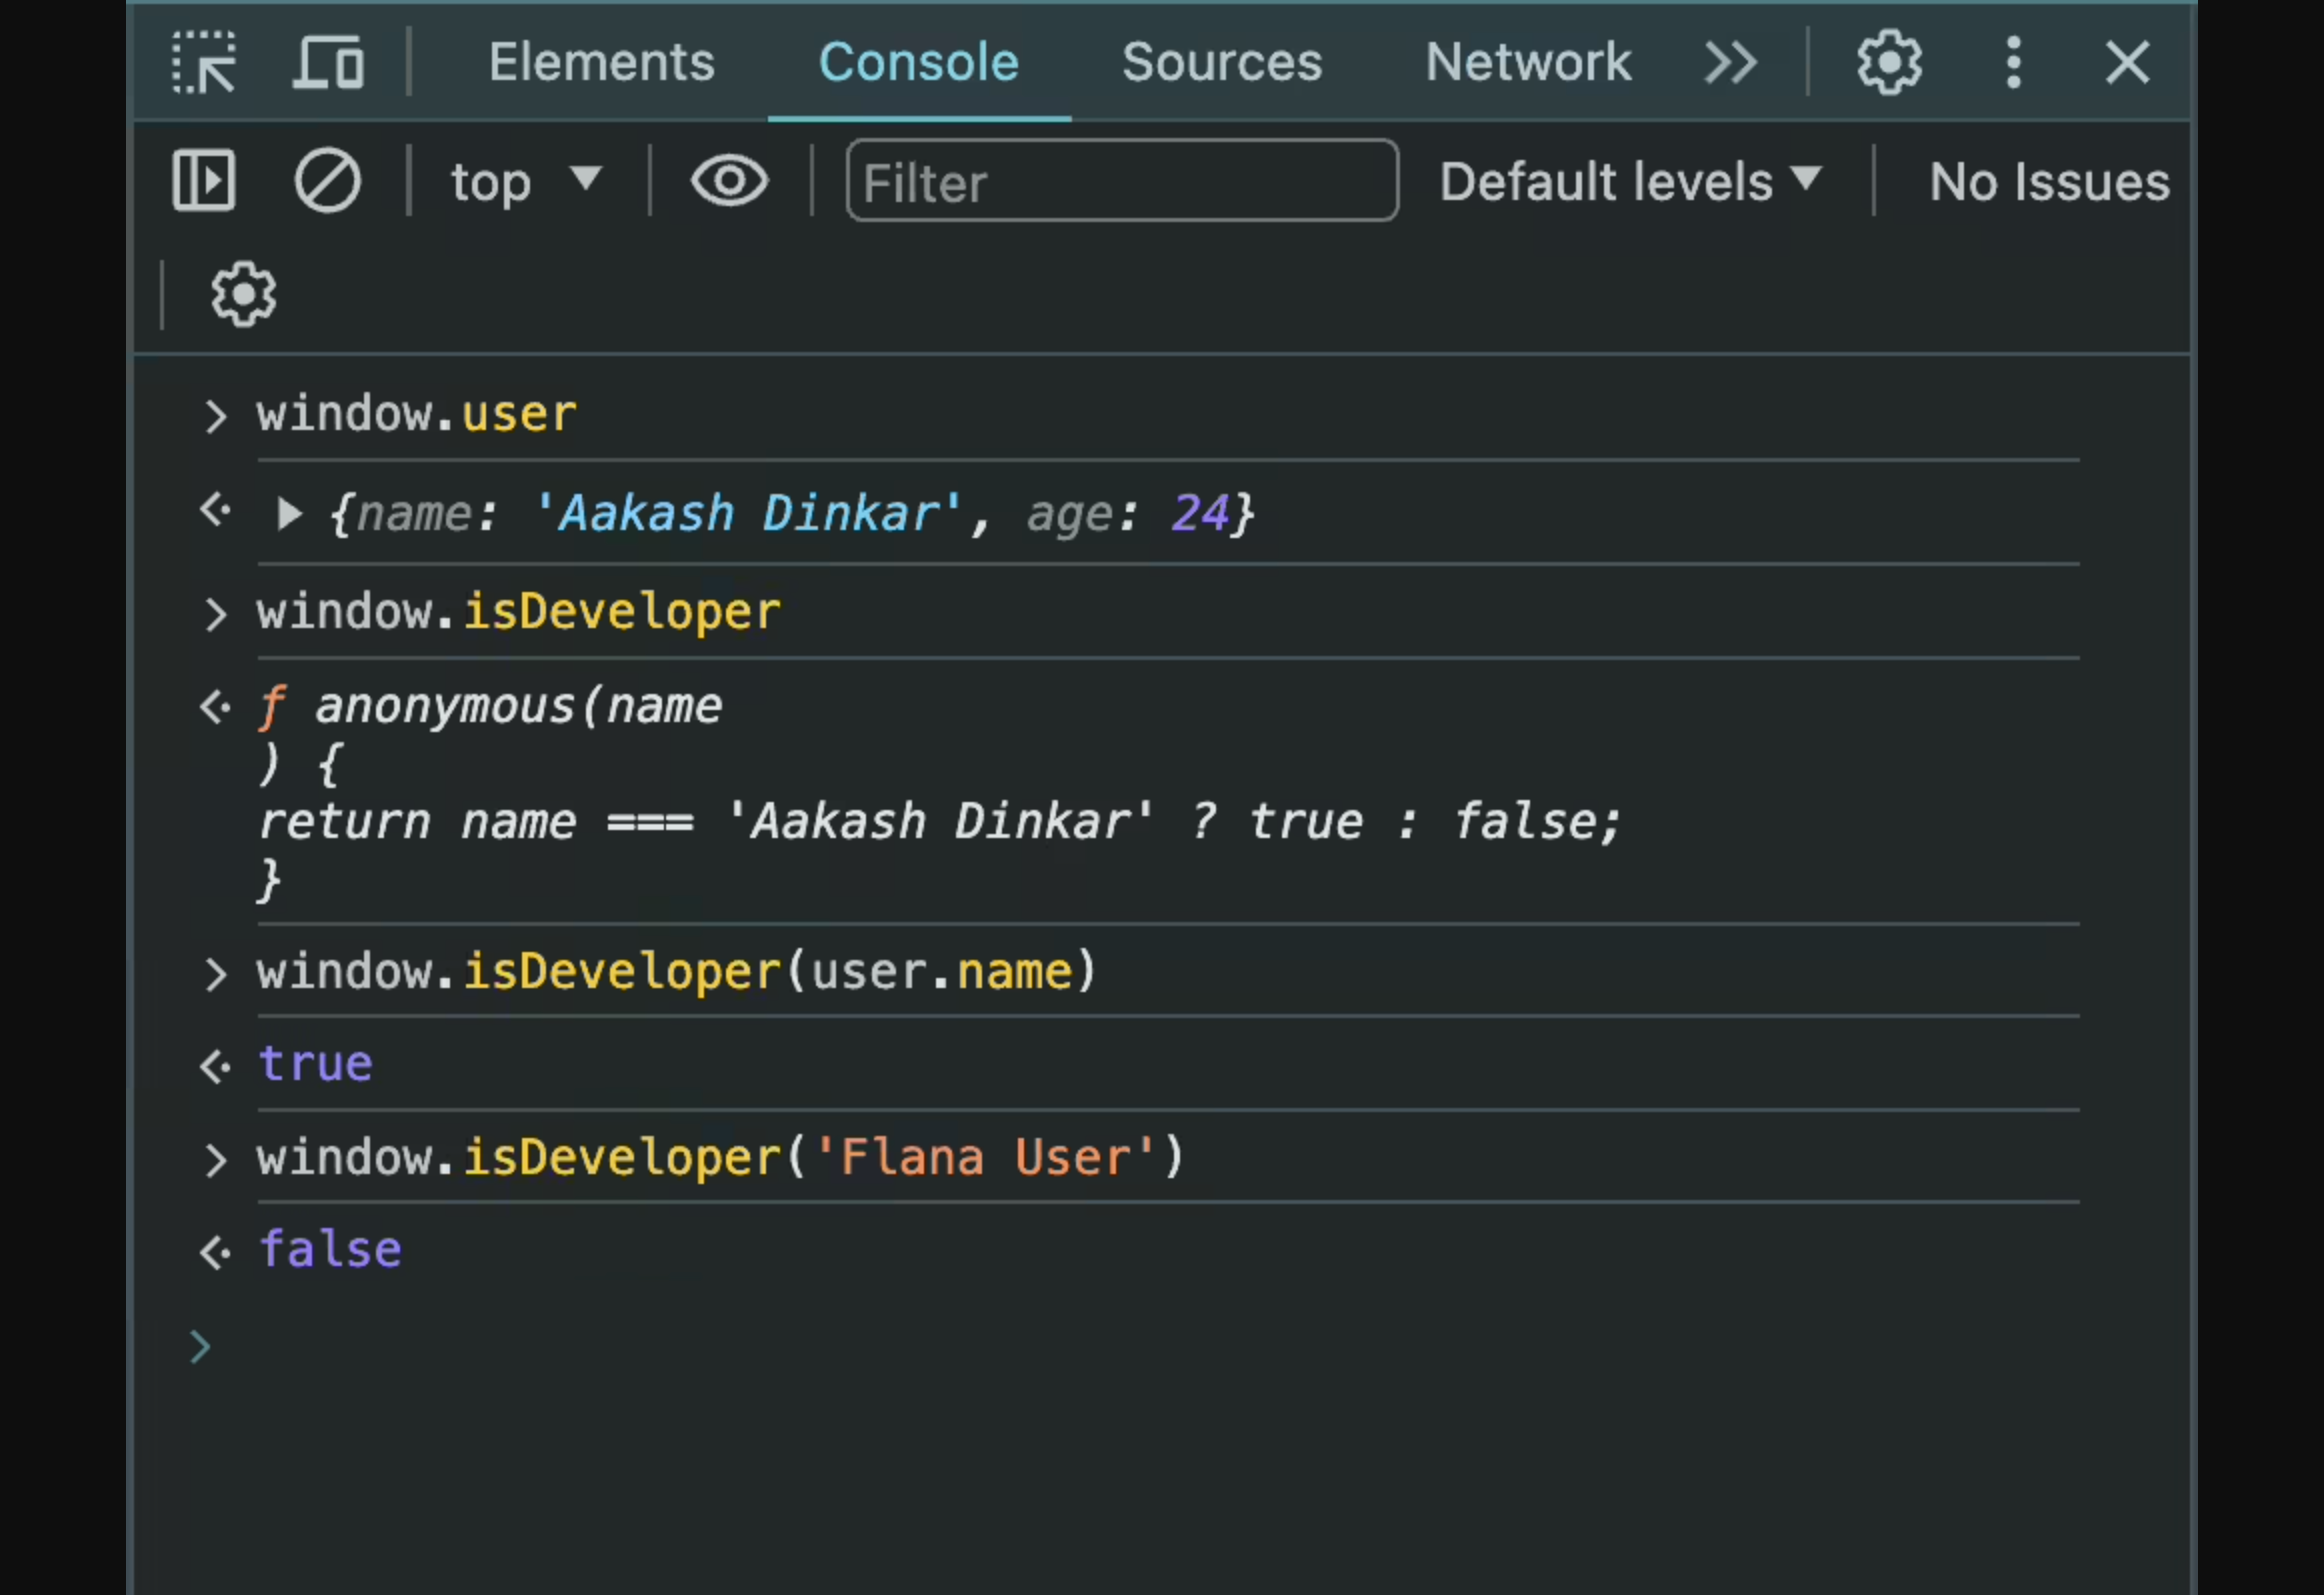 Elements Console Sources Network
top Filter Default levels No Issues
window.user
{name: 'Aakash Dinkar', age: 24}
window.isDeveloper
ƒ anonymous(name
) {
return name === 'Aakash Dinkar' ? true : false;
}
window.isDeveloper(user.name)
true
window.isDeveloper('Flana User')
false